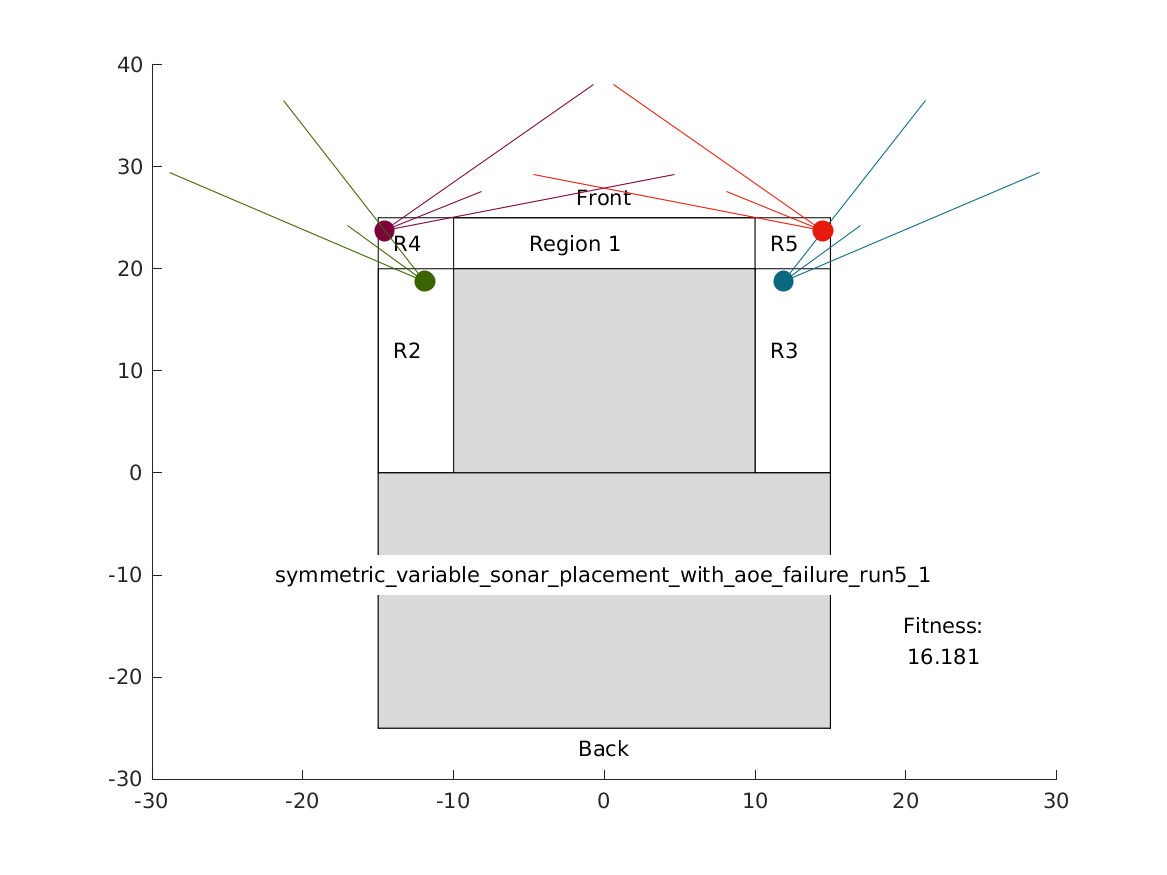 40
30
Front
R4
Region 1
R5
20
R2
R3
10
0
-10
symmetric_variable_sonar_placement_with_aoe_failure_run5_1
Fitness:
16.181
-20
Back
-30
-30
-20
-10
0
10
20
30